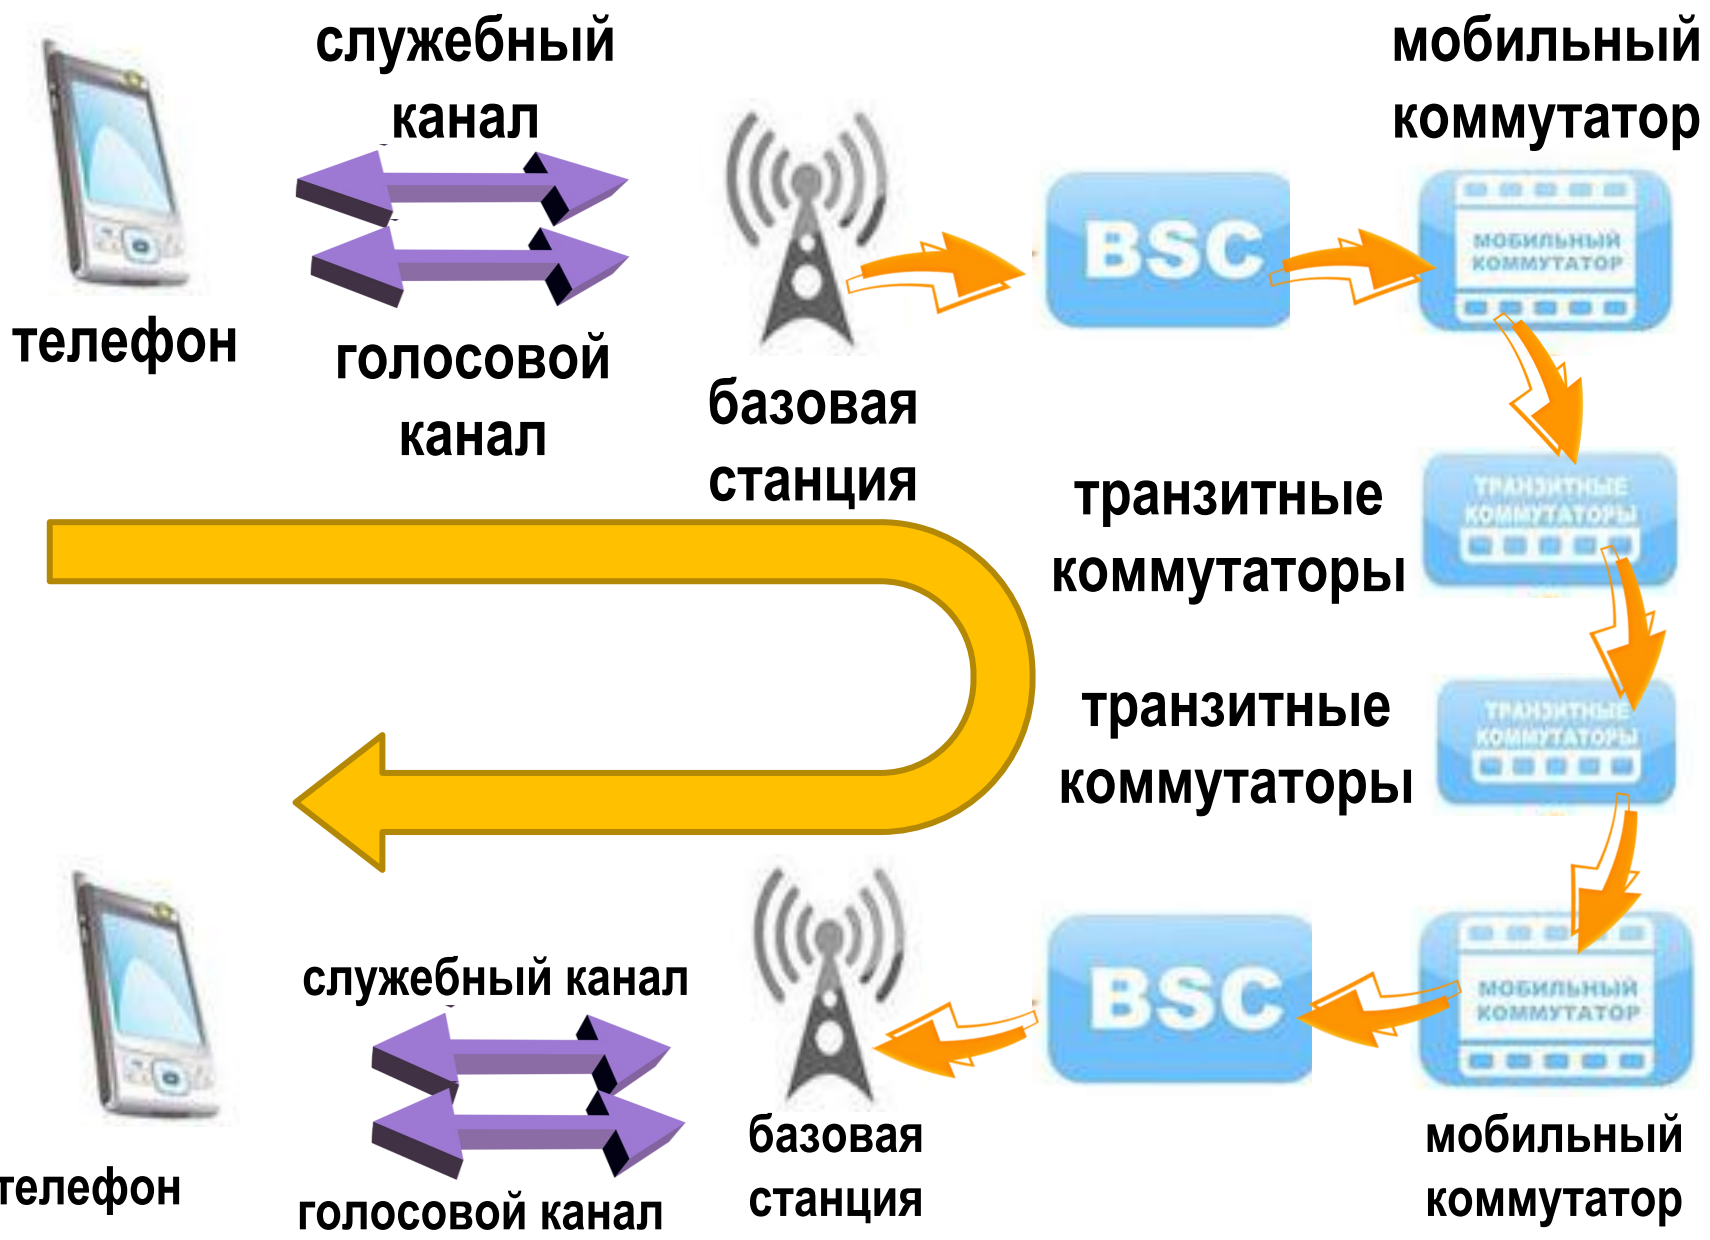 служебный
канал
мобильный
коммутатор
BSC
МОБИЛЬНЫЙ
КОММУТАТОР
телефон
голосовой
канал
базовая
станция
транзитные
коммутаторы
ТРАНЗИТНЫЕ
КОММУТАТОРЫ
транзитные
коммутаторы
ТРАНЗИТНЫЕ
КОММУТАТОРЫ
служебный канал
BSC
МОБИЛЬНЫЙ
КОММУТАТОР
телефон
голосовой канал
базовая
станция
мобильный
коммутатор